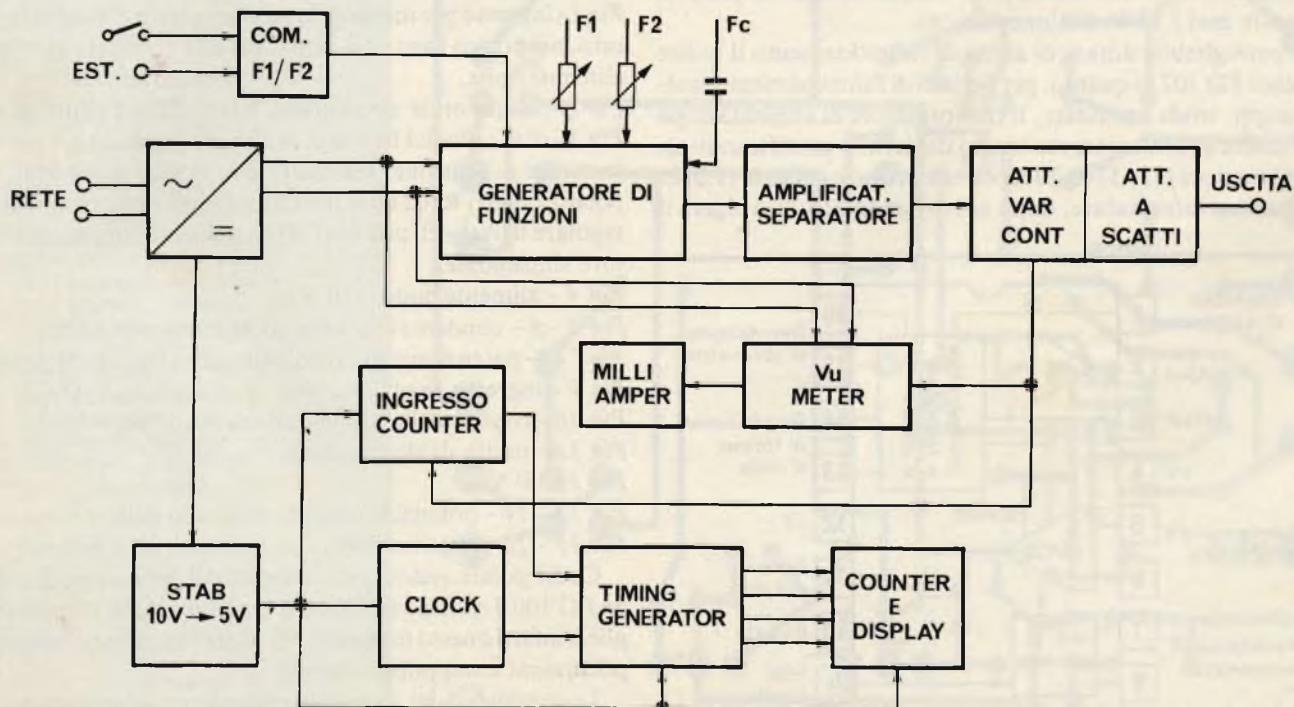 F1
F2
Fc
COM.
F1/F2
EST.
RETE
~
=
GENERATORE DI
FUNZIONI
AMPLIFICAT.
SEPARATORE
ATT.
VAR
CONT
ATT.
A
SCATTI
USCITA
MILLI
AMPER
Vu
METER
INGRESSO
COUNTER
STAB
10V→5V
CLOCK
TIMING
GENERATOR
COUNTER
E
DISPLAY